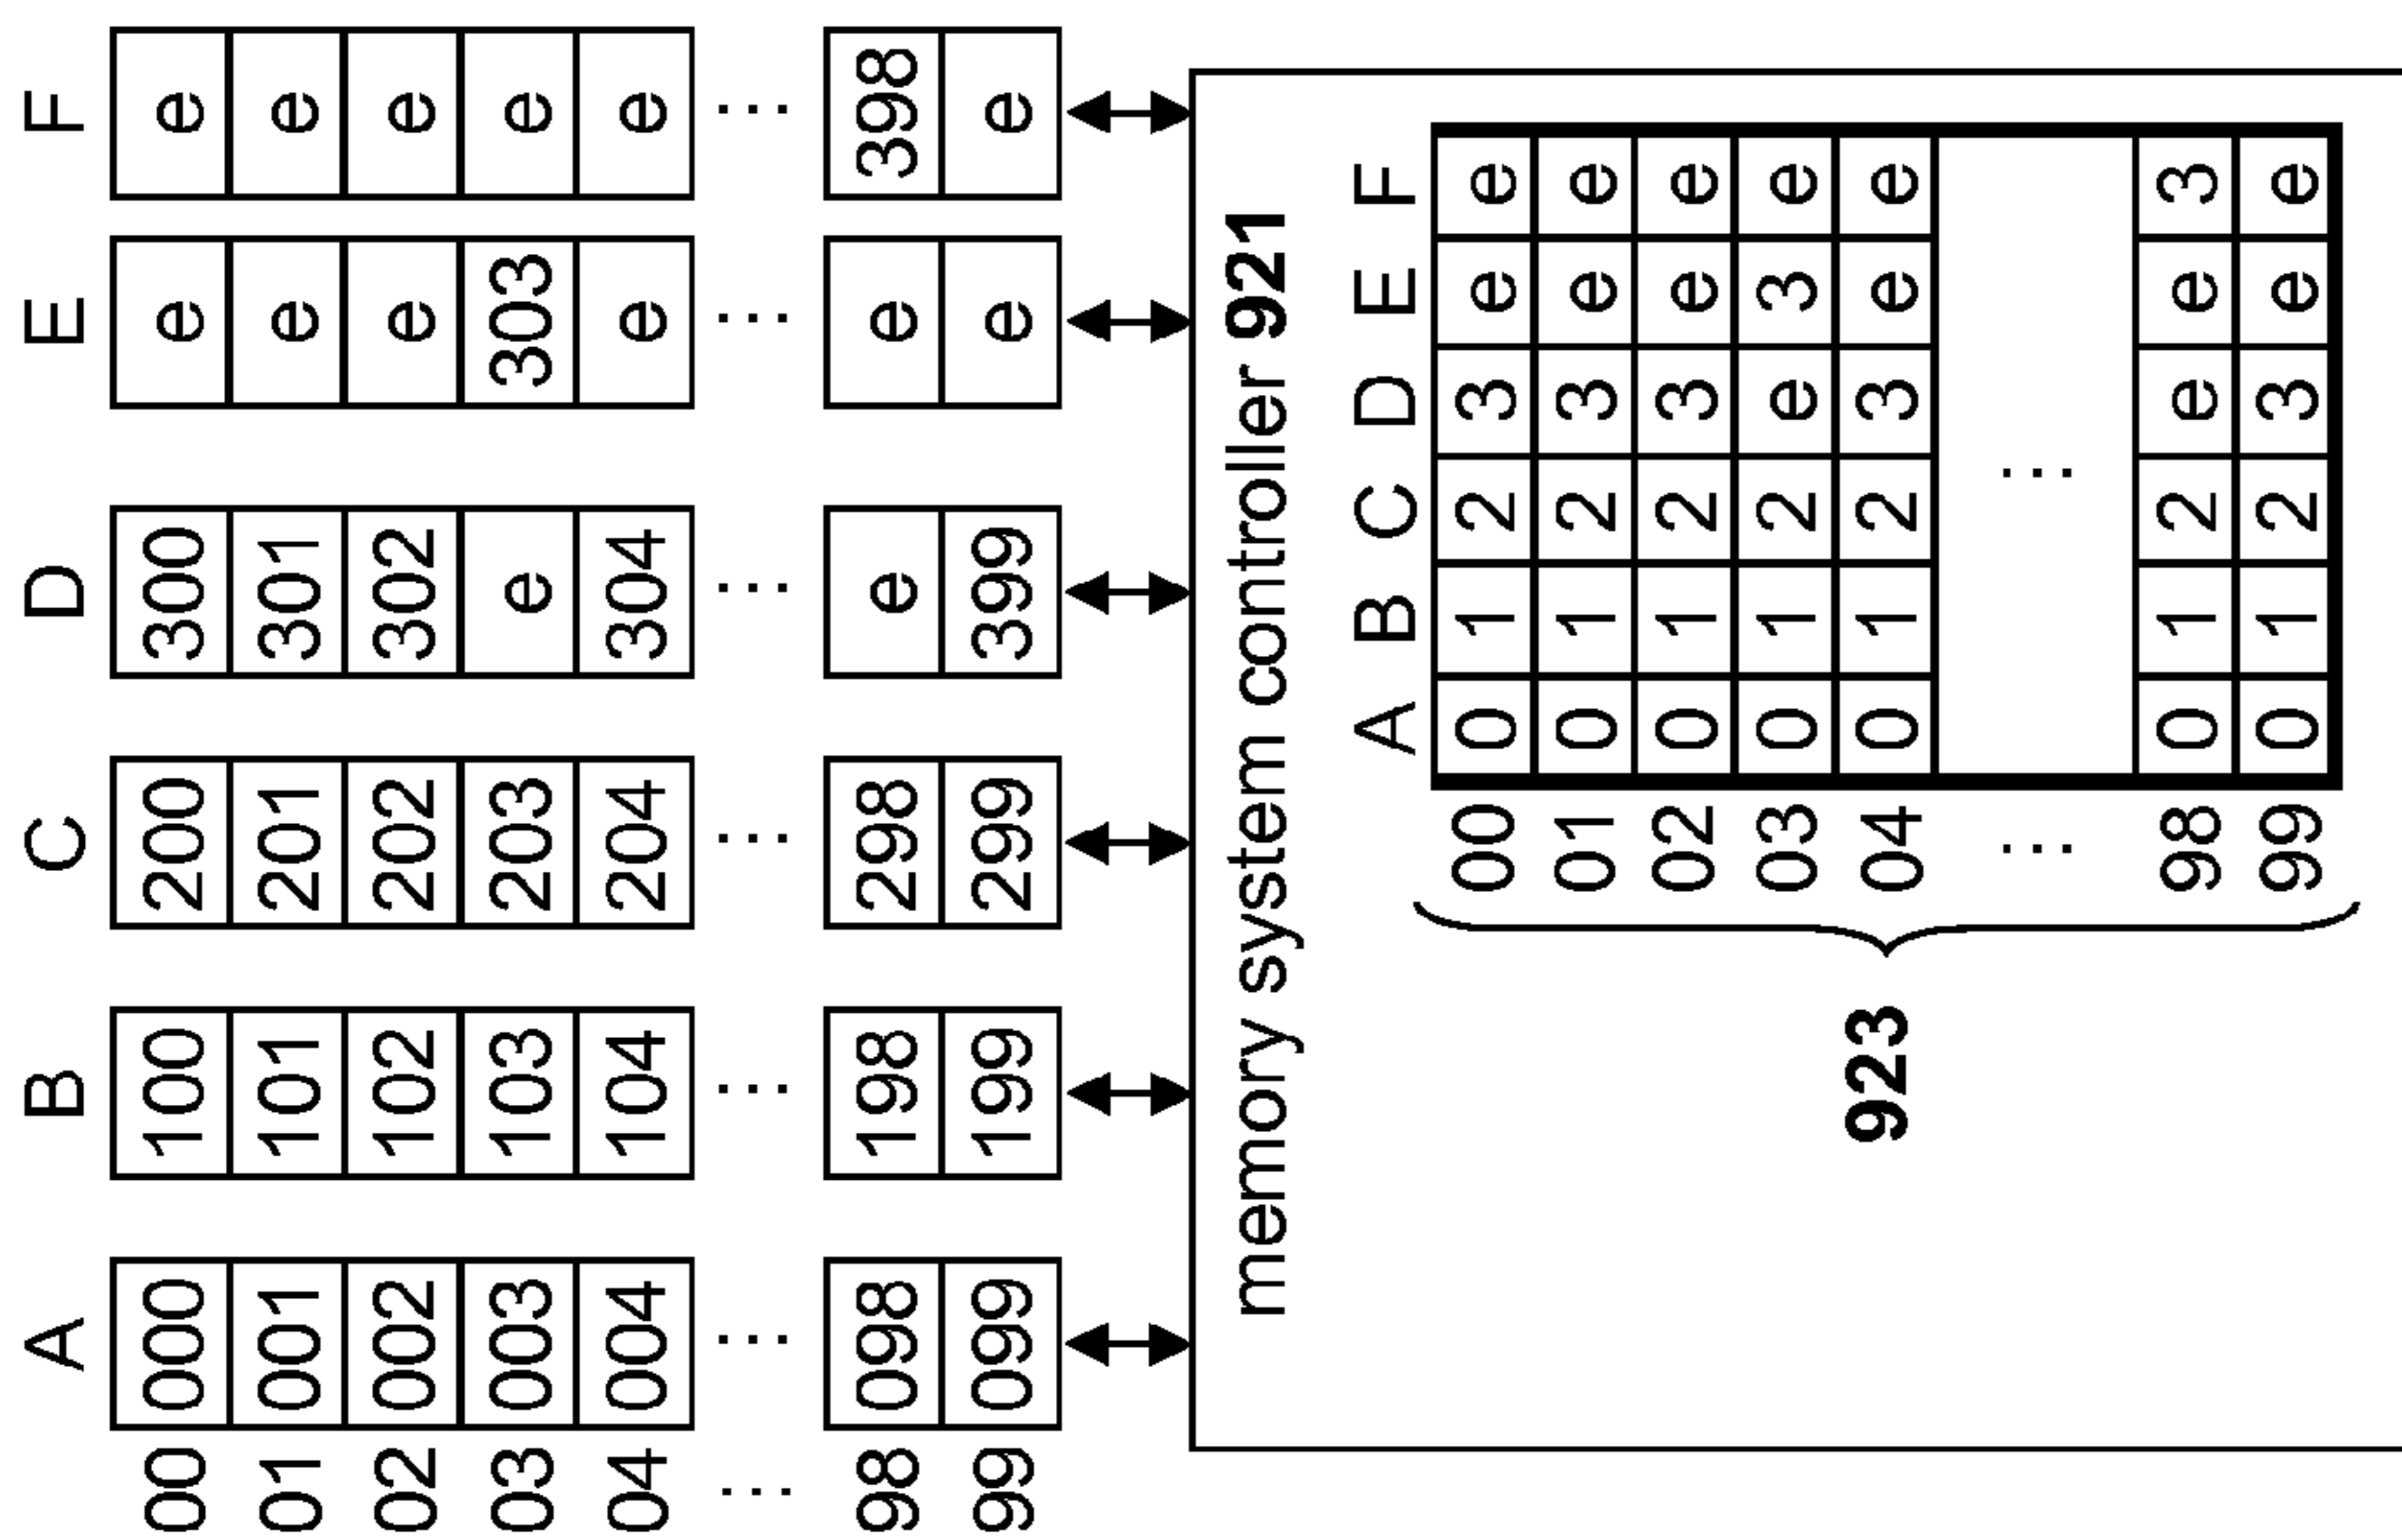 A B C D E F
00 000 100 200 300 e e
01 001 101 201 301 e e
02 002 102 202 302 e e
03 003 103 203 e 303 e
04 004 104 204 304 e e
⋮ ⋮ ⋮ ⋮ ⋮ ⋮ ⋮
98 098 198 298 e e 398
99 099 199 299 399 e e
memory system controller 921
A B C D E F
00 0 1 2 3 e e
01 0 1 2 3 e e
02 0 1 2 3 e e
03 0 1 2 e 3 e
04 0 1 2 3 e e
923 ⋮ ⋮
98 0 1 2 e e 3
99 0 1 2 3 e e